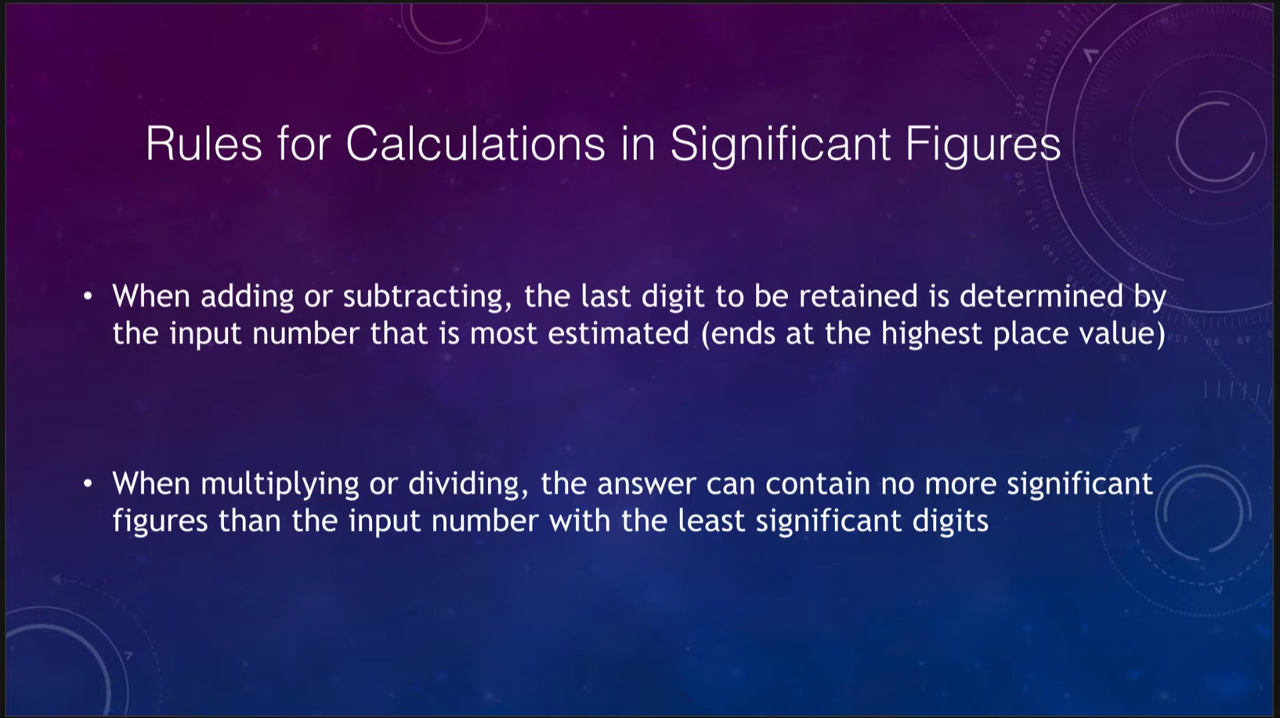 Rules for Calculations in Significant Figures
• When adding or subtracting, the last digit to be retained is determined by
the input number that is most estimated (ends at the highest place value)
• When multiplying or dividing, the answer can contain no more significant
figures than the input number with the least significant digits